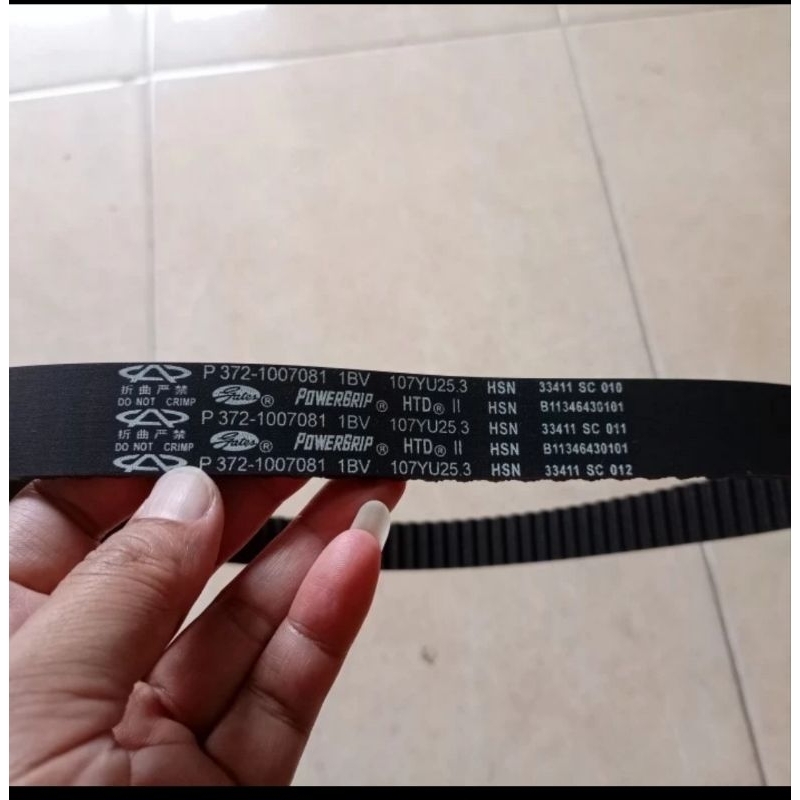 P 372-1007081 1BV 107YU25.3 HSN 33411 SC 010
折曲严禁 Gates ® POWERGRIP ® HTD ® II HSN B11346430101
DO NOT CRIMP
P 372-1007081 1BV 107YU25.3 HSN 33411 SC 011
折曲严禁 Gates ® POWERGRIP ® HTD ® II HSN B11346430101
DO NOT CRIMP
P 372-1007081 1BV 107YU25.3 HSN 33411 SC 012